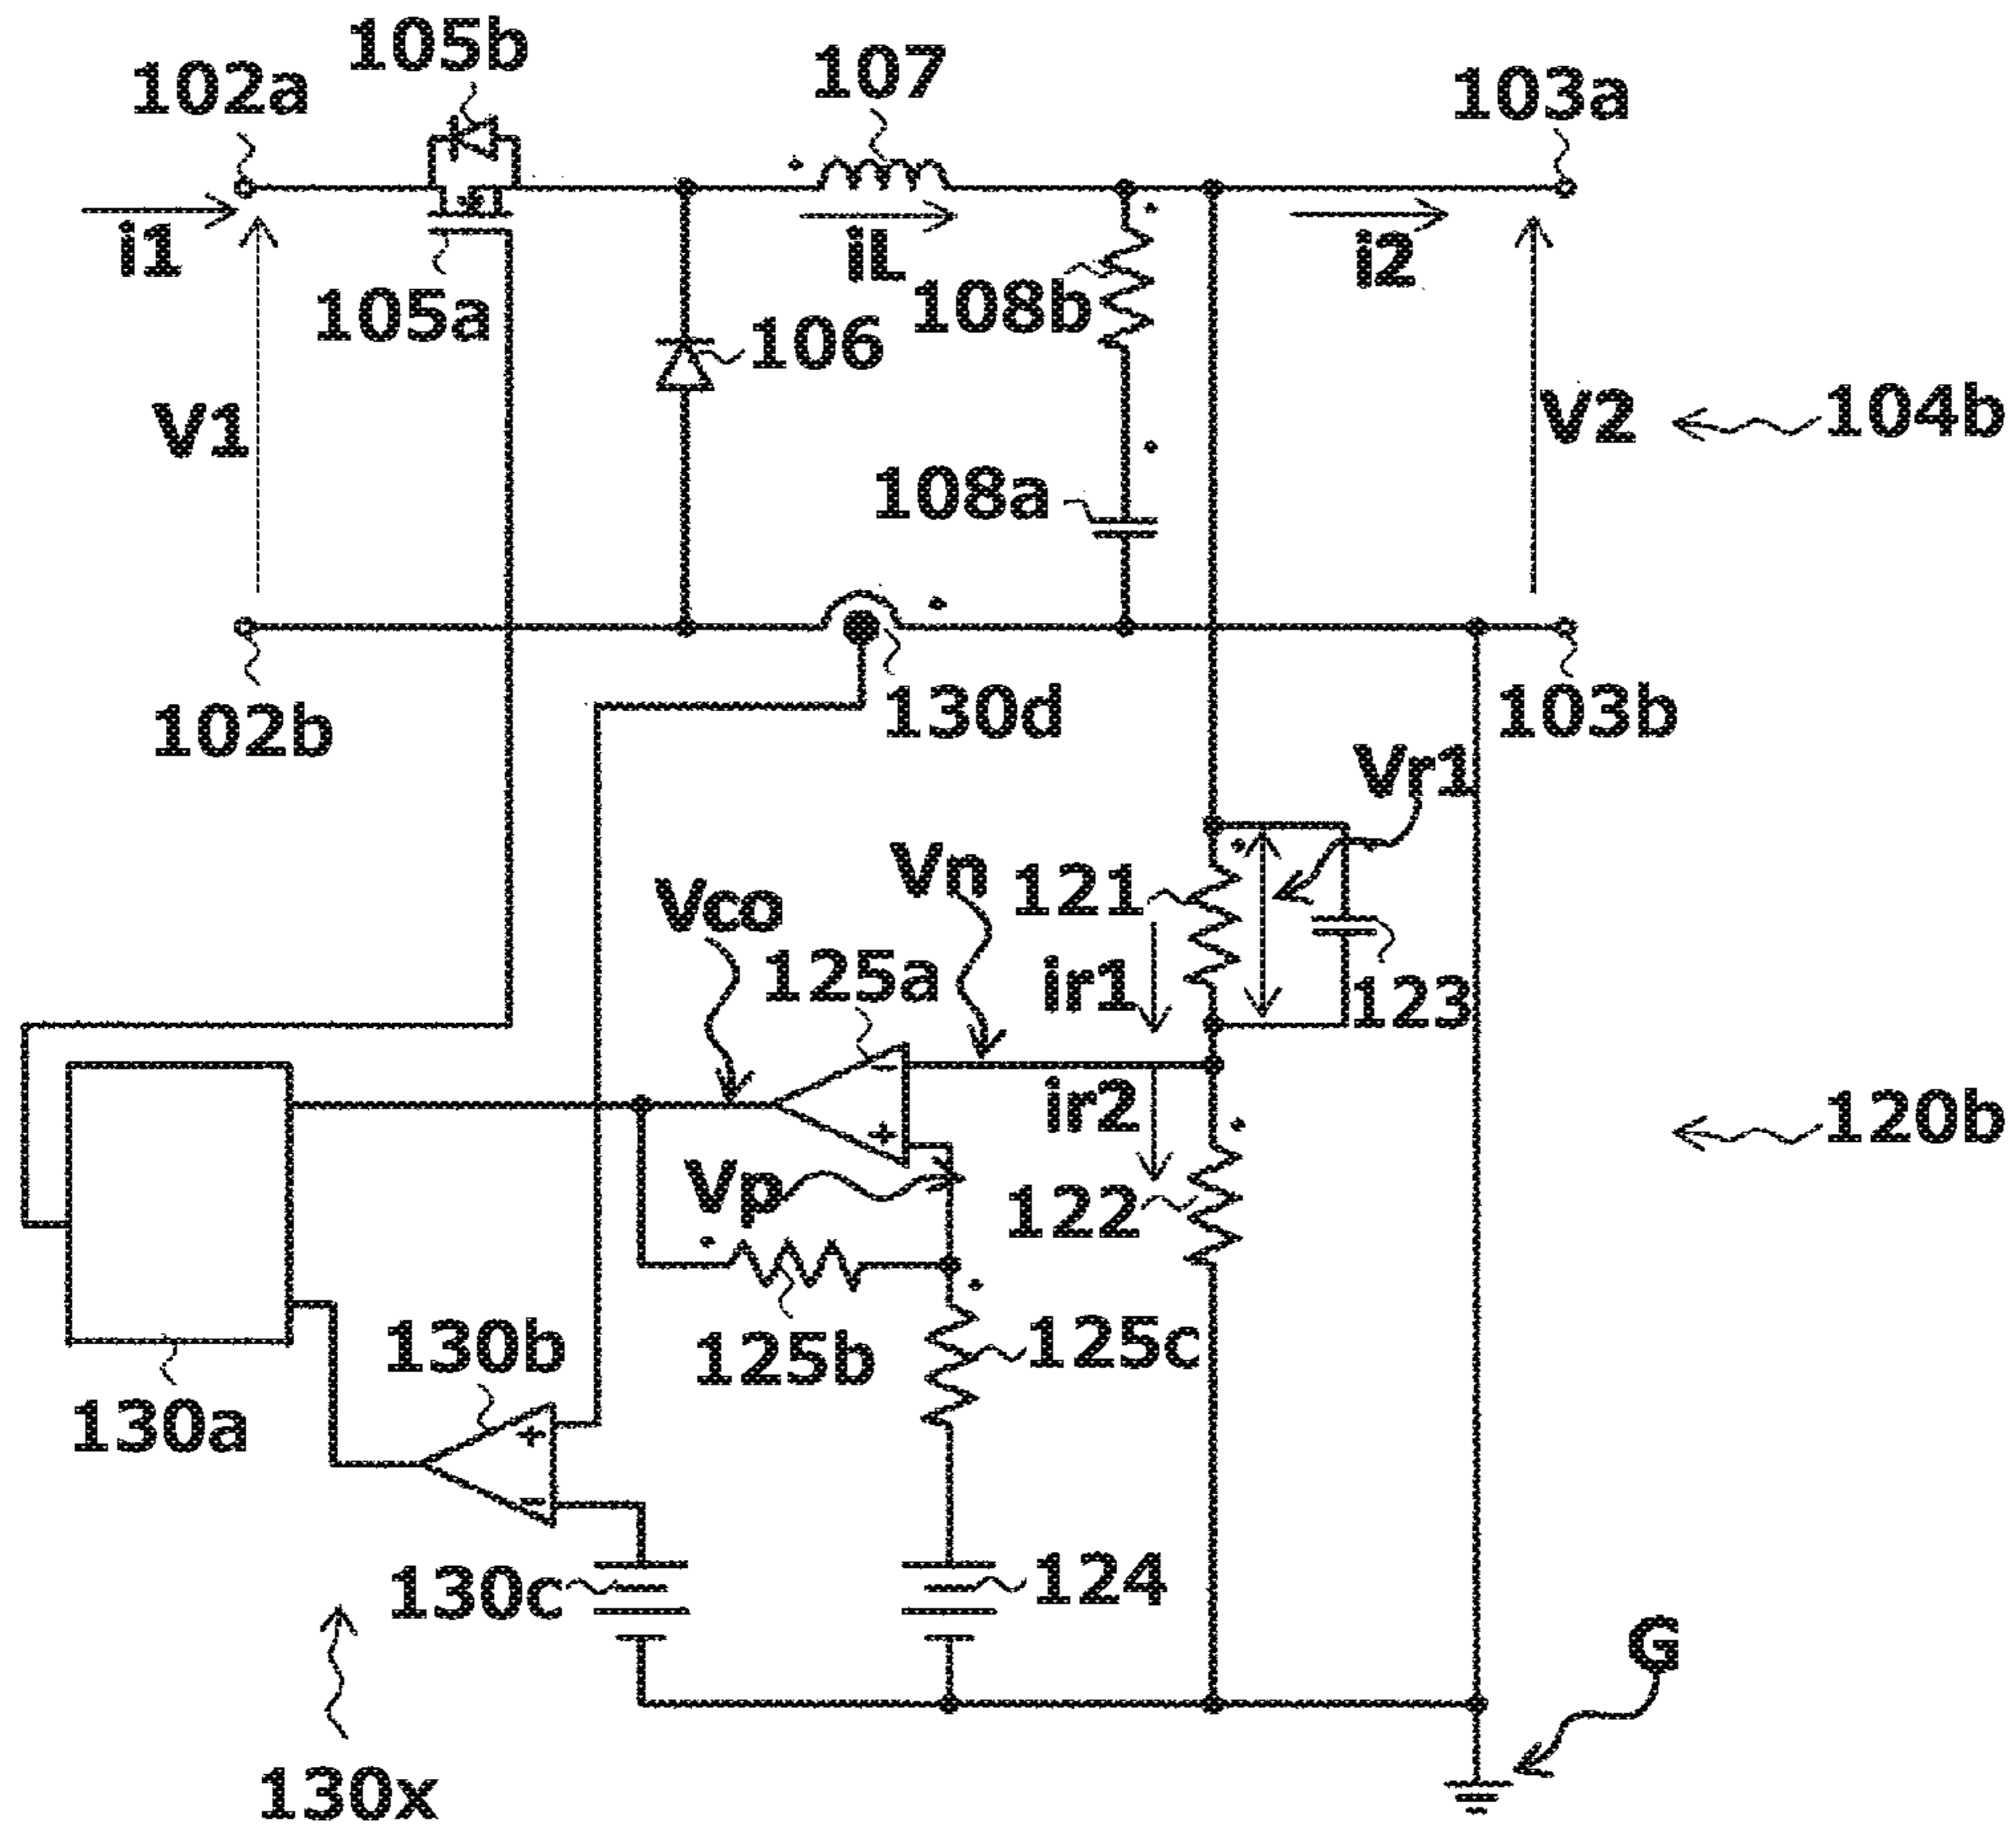 105b
102a
107
103a
i1
iL
i2
105a
108b
106
V1
V2
104b
108a
102b
130d
103b
Vr1
Vn
121
Vco
125a
ir1
123
ir2
120b
Vp
122
125b
125c
130b
130a
130c
124
G
130x
−
+
+
−